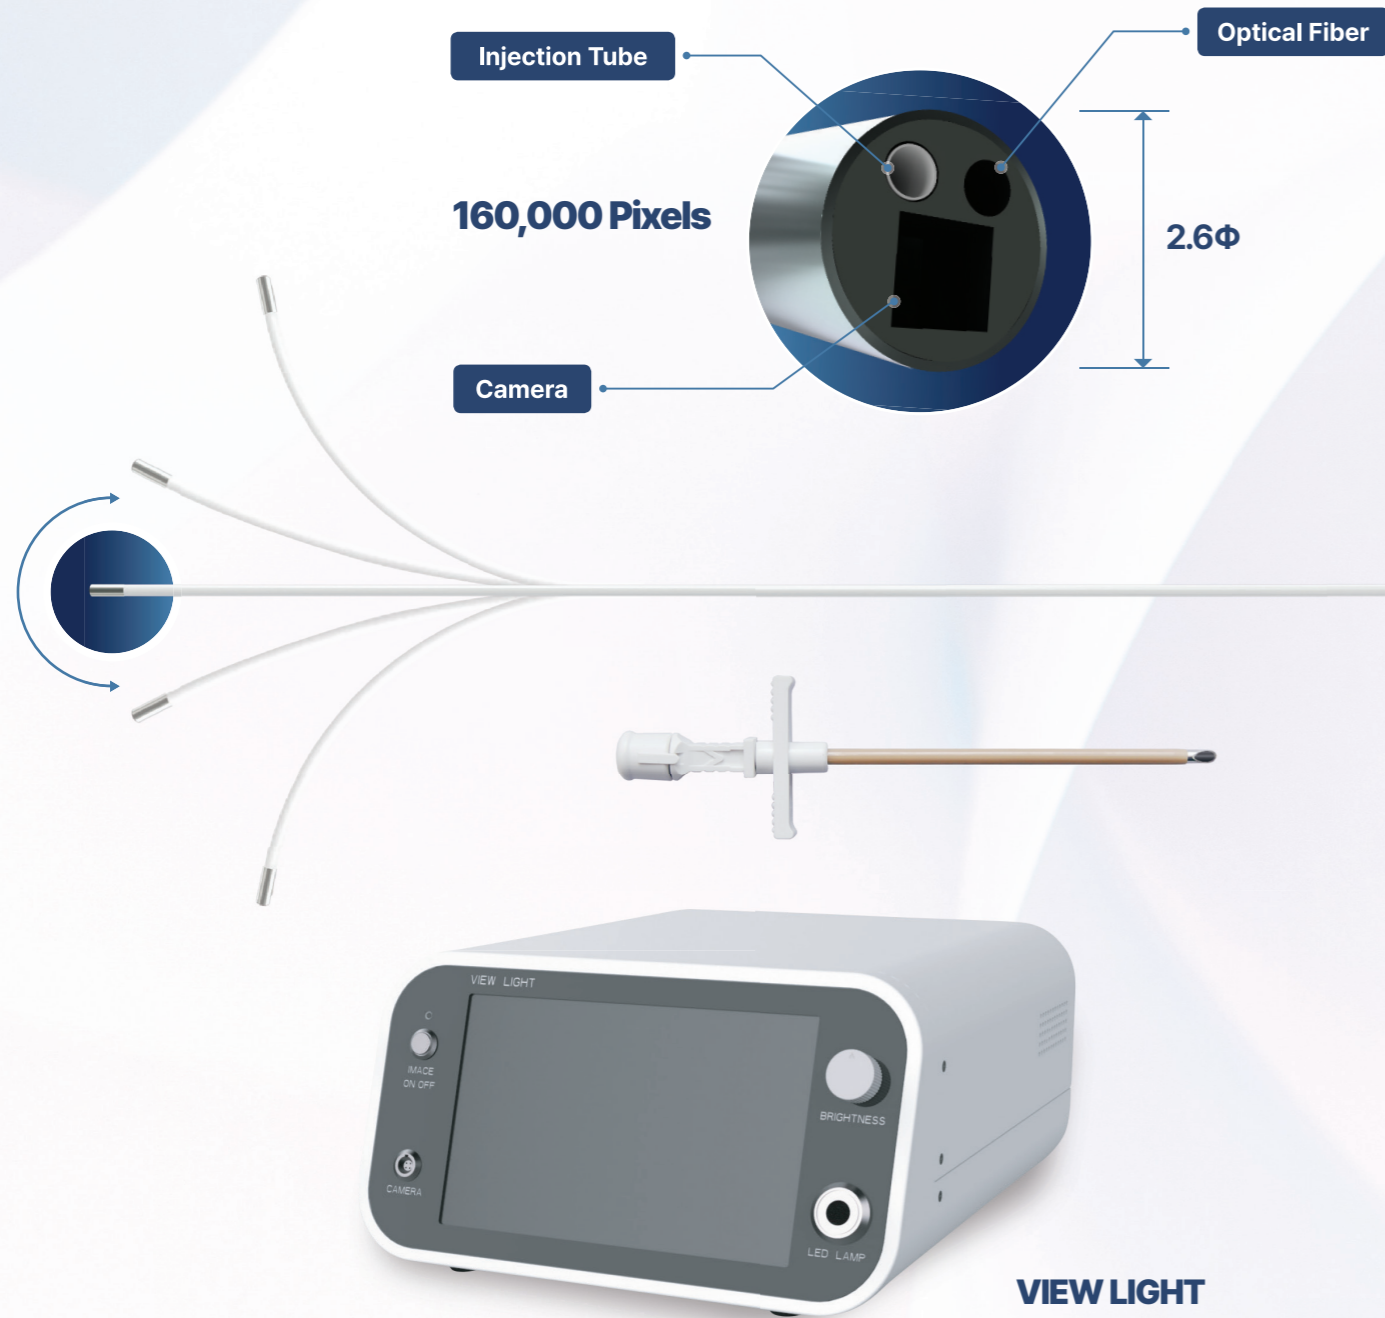 Injection Tube
Optical Fiber
160,000 Pixels
2.6Φ
Camera
VIEW LIGHT
C
IMAGE
ON OFF
BRIGHTNESS
CAMERA
LED LAMP
VIEW LIGHT